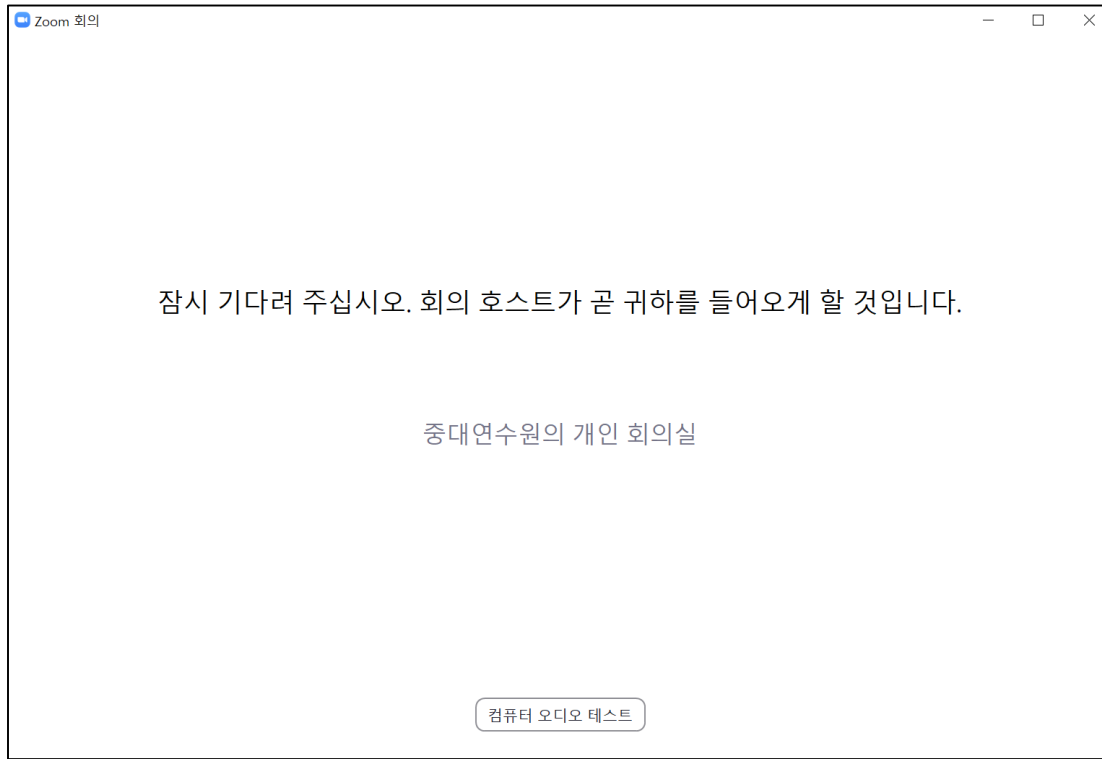 Zoom 회의
잠시 기다려 주십시오. 회의 호스트가 곧 귀하를 들어오게 할 것입니다.
중대연수원의 개인 회의실
컴퓨터 오디오 테스트